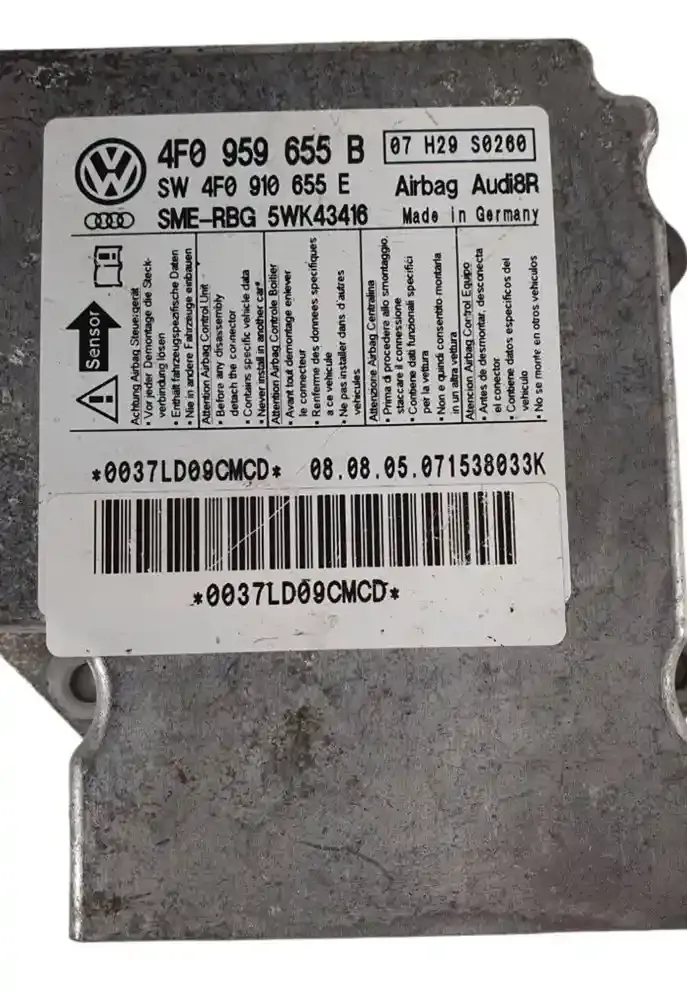 4F0 959 655 B
07 H29 S0260
SW 4F0 910 655 E
Airbag Audi8R
SME-RBG 5WK43416
Made in Germany
Sensor
Achtung Airbag Steuergerät
• Vor jeder Demontage die Steck-
verbindung lösen
• Enthält fahrzeugspezifische Daten
• Nie in andere Fahrzeuge einbauen
Attention Airbag Control Unit
• Before any disassembly
detach the connector
• Contains specific vehicle data
• Never install in another car"
Attention Airbag Controle Boitier
• Avant tout demontage enlever
le connecteur
• Renferme des donnees specifiques
a ce vehicule
• Ne pas installer dans d'autres
vehicules
Attenzione Airbag Centralina
• Prima di procedere allo smontaggio,
staccare il connessione
• Contiene dati funzionali specifici
per la vettura
• Non e quindi consentito montarla
in un altra vettura
Atencion Airbag Control Equipo
• Antes de desmontar, desconecta
el conector
• Contiene datos especificos del
vehiculo
• No se monte en otros vehiculos
*0037LD09CMCD* 08.08.05.071538033K
*0037LD09CMCD*